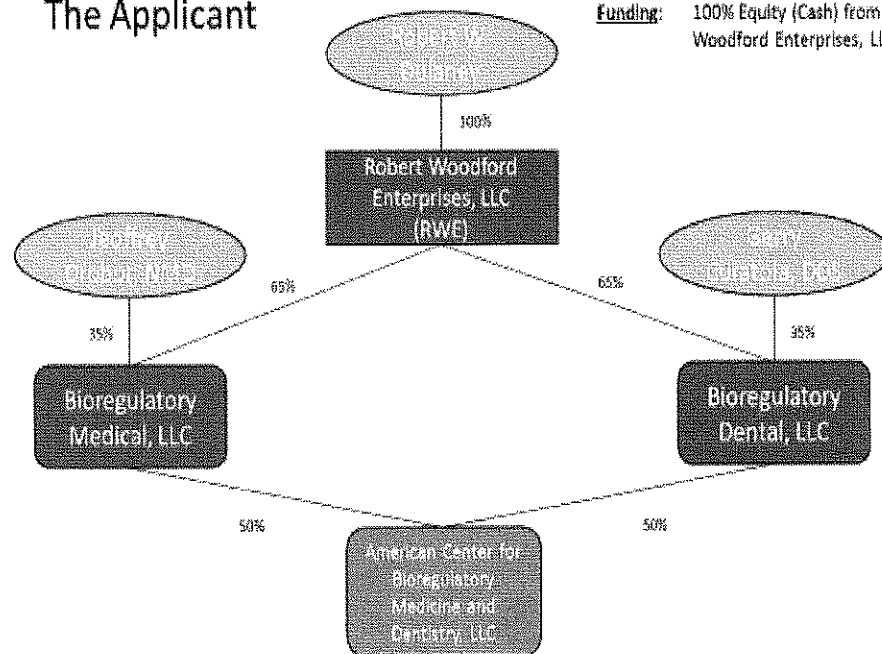 The Applicant
Funding: 100% Equity (Cash) from
Woodford Enterprises, LL
Robert W
100%
Robert Woodford
Enterprises, LLC
(RWE)
65%
65%
35%
35%
Bioregulatory
Medical, LLC
Bioregulatory
Dental, LLC
50%
50%
American Center for
Bioregulatory
Medicine and
Dentistry, LLC